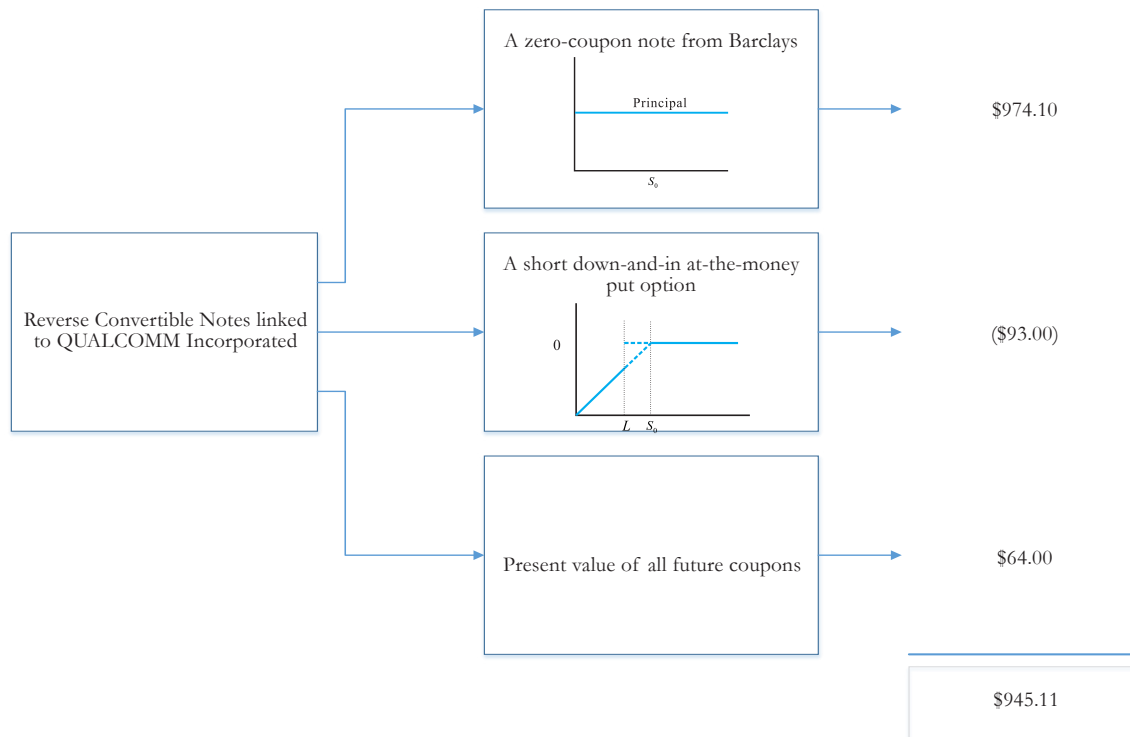 A zero-coupon note from Barclays
Principal
S₀
$974.10
Reverse Convertible Notes linked
to QUALCOMM Incorporated
A short down-and-in at-the-money
put option
0
L S₀
($93.00)
Present value of all future coupons
$64.00
$945.11